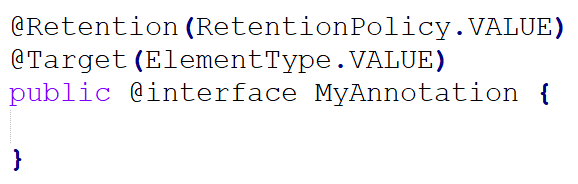 @Retention(RetentionPolicy.VALUE)
@Target(ElementType.VALUE)
public @interface MyAnnotation {
}